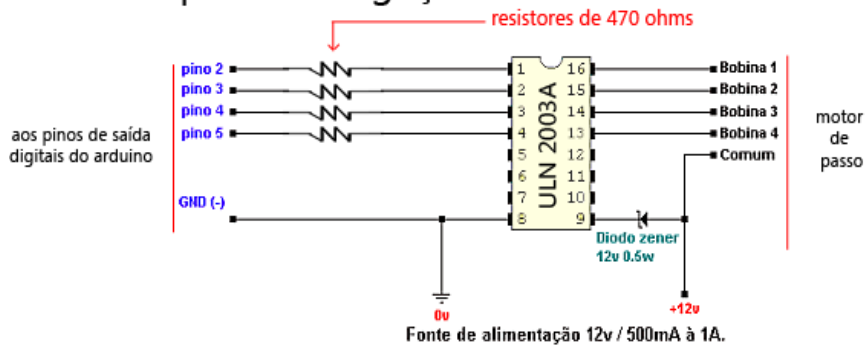 resistores de 470 ohms
pino 2
pino 3
pino 4
pino 5
GND (-)
aos pinos de saída
digitais do arduino
1 16
2 15
3 14
4 13
5 12
6 11
7 10
8 9
ULN 2003A
Bobina 1
Bobina 2
Bobina 3
Bobina 4
Comum
motor
de
passo
Diodo zener
12v 0.5w
0v
+12v
Fonte de alimentação 12v / 500mA à 1A.